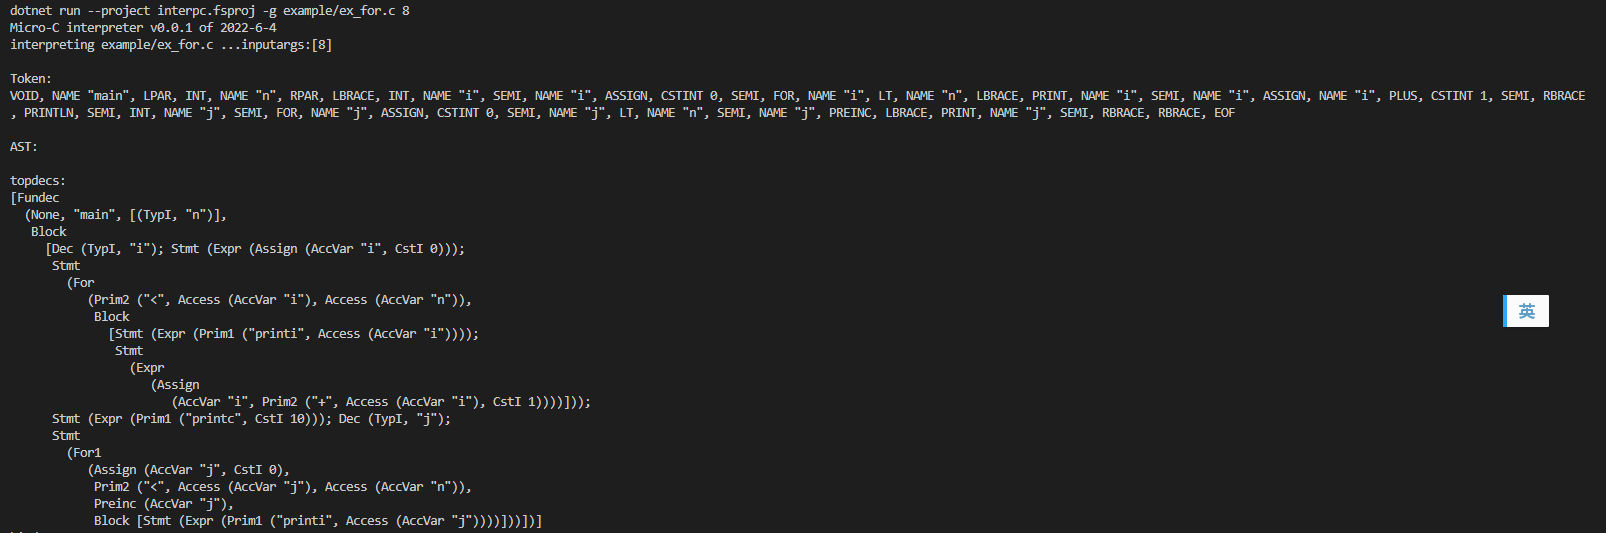 dotnet run --project interpc.fsproj -g example/ex_for.c 8
Micro-C interpreter v0.0.1 of 2022-6-4
interpreting example/ex_for.c ...inputargs:[8]
Token:
VOID, NAME "main", LPAR, INT, NAME "n", RPAR, LBRACE, INT, NAME "i", SEMI, NAME "i", ASSIGN, CSTINT 0, SEMI, FOR, NAME "i", LT, NAME "n", LBRACE, PRINT, NAME "i", SEMI, NAME "i", ASSIGN, NAME "i", PLUS, CSTINT 1, SEMI, RBRACE
, PRINTLN, SEMI, INT, NAME "j", SEMI, FOR, NAME "j", ASSIGN, CSTINT 0, SEMI, NAME "j", LT, NAME "n", SEMI, NAME "j", PREINC, LBRACE, PRINT, NAME "j", SEMI, RBRACE, RBRACE, EOF
AST:
topdecs:
[Fundec
  (None, "main", [(TypI, "n")],
   Block
     [Dec (TypI, "i"); Stmt (Expr (Assign (AccVar "i", CstI 0)));
      Stmt
        (For
           (Prim2 ("<", Access (AccVar "i"), Access (AccVar "n")),
            Block
              [Stmt (Expr (Prim1 ("printi", Access (AccVar "i"))));
               Stmt
                 (Expr
                    (Assign
                       (AccVar "i", Prim2 ("+", Access (AccVar "i"), CstI 1))))]));
      Stmt (Expr (Prim1 ("printc", CstI 10))); Dec (TypI, "j");
      Stmt
        (For1
           (Assign (AccVar "j", CstI 0),
            Prim2 ("<", Access (AccVar "j"), Access (AccVar "n")),
            Preinc (AccVar "j"),
            Block [Stmt (Expr (Prim1 ("printi", Access (AccVar "j"))))]))])]
英